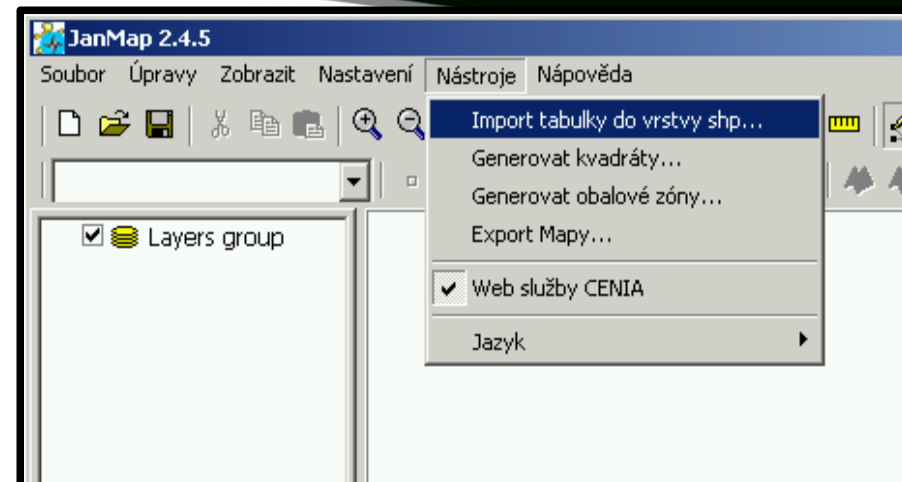 JanMap 2.4.5
Soubor Úpravy Zobrazit Nastavení Nástroje Nápověda
Import tabulky do vrstvy shp...
Generovat kvadráty...
Generovat obalové zóny...
Layers group
Export Mapy...
Web služby CENIA
Jazyk